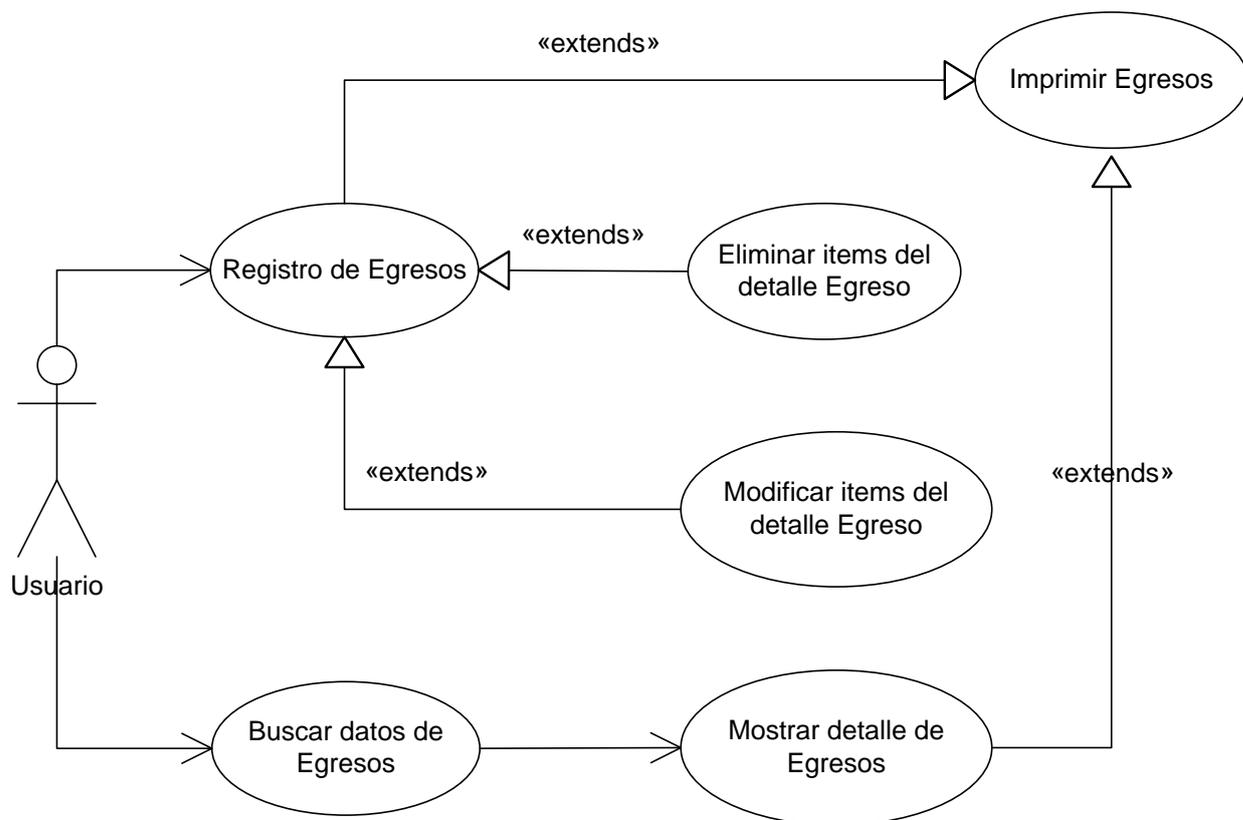 «extends»
Imprimir Egresos
«extends»
Registro de Egresos
Eliminar items del
detalle Egreso
«extends»
Modificar items del
detalle Egreso
«extends»
Usuario
Buscar datos de
Egresos
Mostrar detalle de
Egresos